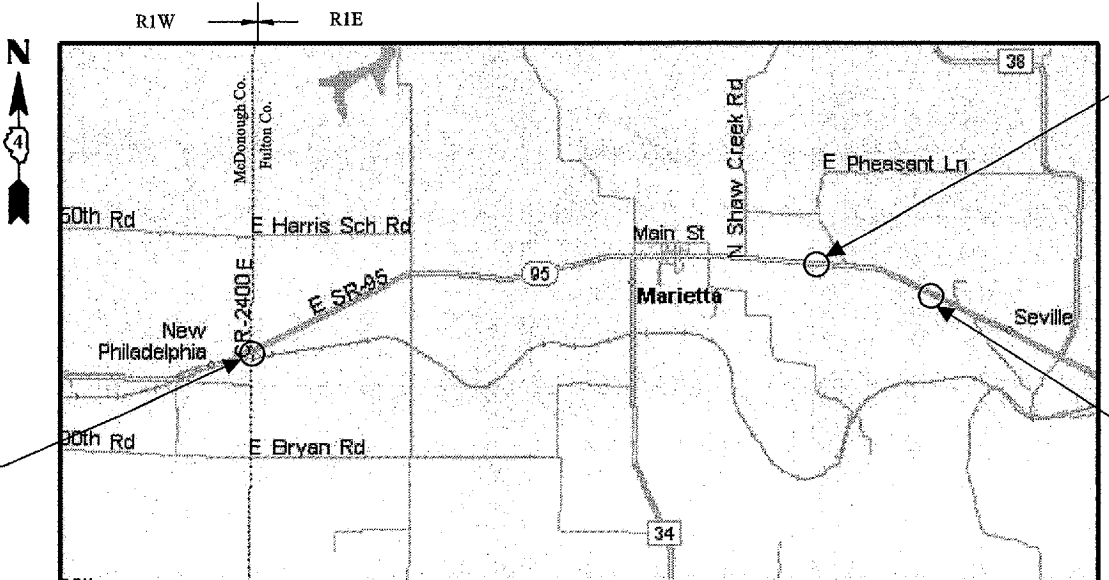 R1W
R1E
N
4
McDonough Co.
Fulton Co.
38
N Shaw Creek Rd
E Pheasant Ln
50th Rd
E Harris Sch Rd
Main St
95
E SR-95
SR-2400 E
Marietta
New
Philadelphia
Seville
90th Rd
E Bryan Rd
34